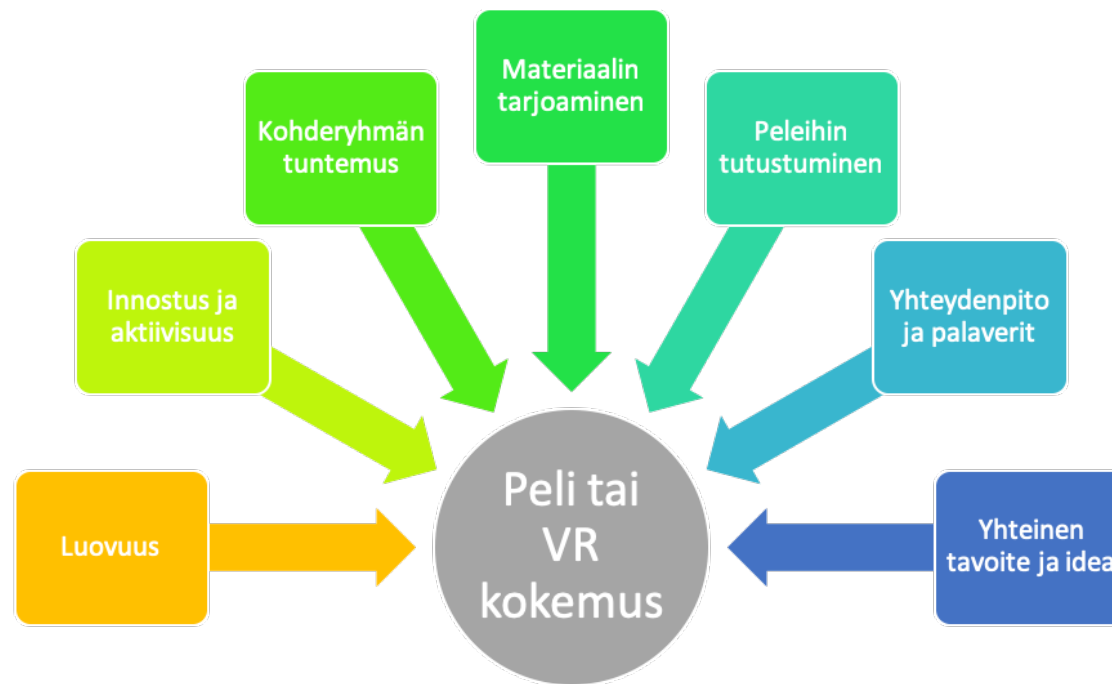 Materiaalin
tarjoaminen
Kohderyhmän
tuntemus
Peleihin
tutustuminen
Innostus ja
aktiivisuus
Yhteydenpito
ja palaverit
Luovuus
Peli tai
VR
kokemus
Yhteinen
tavoite ja idea